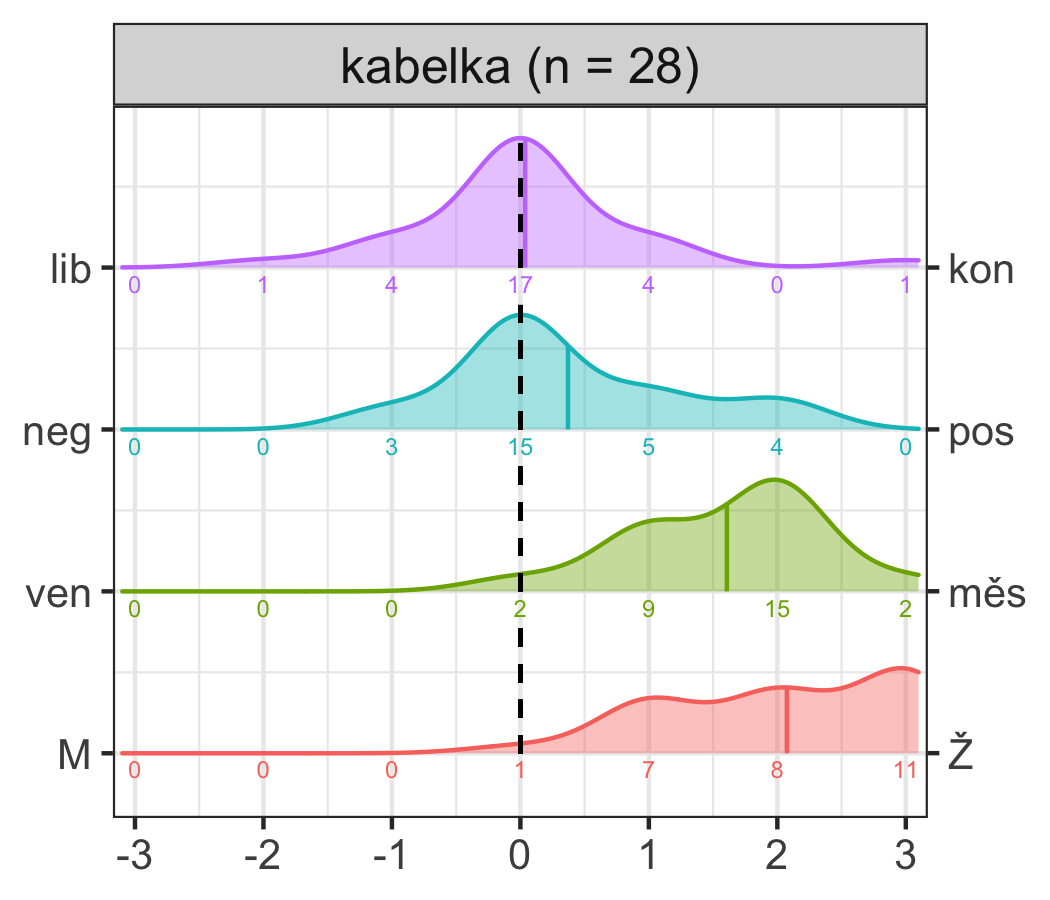 kabelka (n = 28)
lib kon
0 1 4 17 4 0 1
neg pos
0 0 3 15 5 4 0
ven měs
0 0 0 2 9 15 2
M Ž
0 0 0 1 7 8 11
-3 -2 -1 0 1 2 3